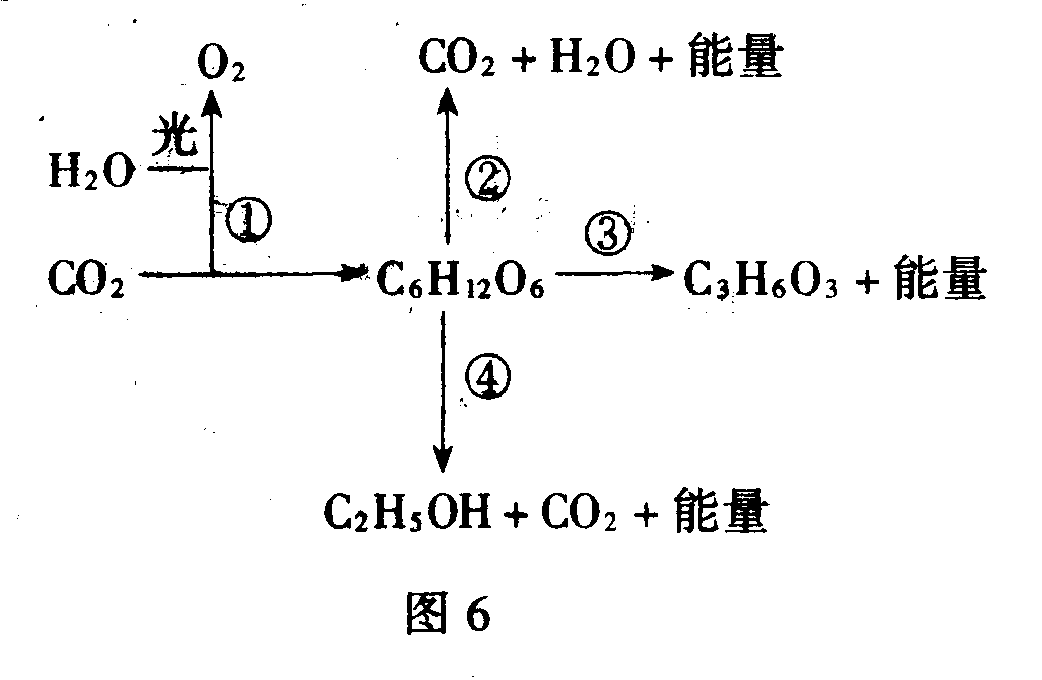 O₂
CO₂ + H₂O + 能量
光
H₂O
②
①
③
CO₂
C₆H₁₂O₆
C₃H₆O₃ + 能量
④
C₂H₅OH + CO₂ + 能量
图 6